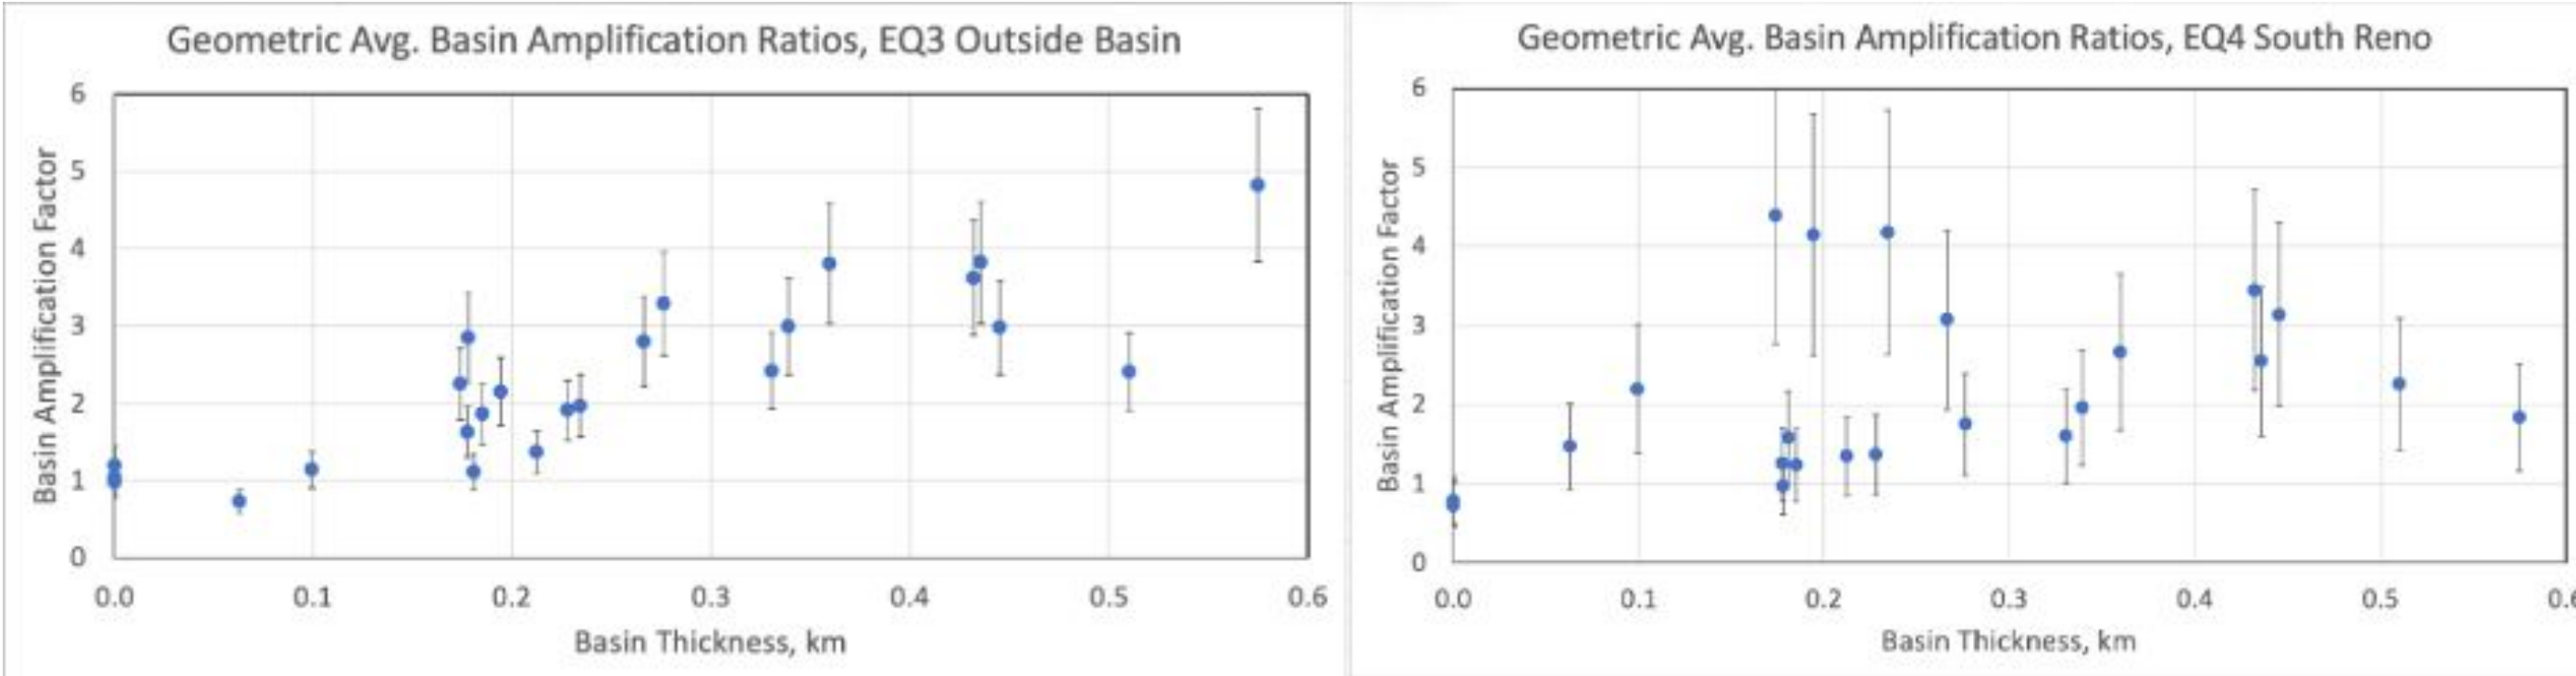 Geometric Avg. Basin Amplification Ratios, EQ3 Outside Basin
Basin Amplification Factor
6
5
4
3
2
1
0
0.0 0.1 0.2 0.3 0.4 0.5 0.6
Basin Thickness, km
Geometric Avg. Basin Amplification Ratios, EQ4 South Reno
Basin Amplification Factor
6
5
4
3
2
1
0
0.0 0.1 0.2 0.3 0.4 0.5 0.6
Basin Thickness, km